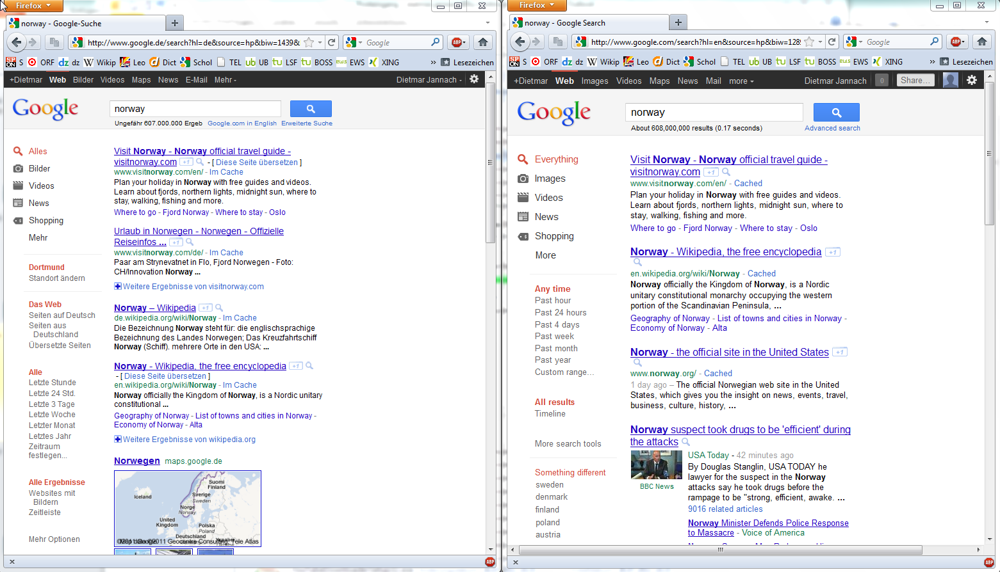 Firefox
norway - Google-Suche
http://www.google.de/search?hl=de&source=hp&biw=1439&
Google
ABP
S ORF dz Wikip Leo Dict Schol TEL UB LSF BOSS EWS XING » Lesezeichen
+Dietmar Web Bilder Videos Maps News E-Mail Mehr Dietmar Jannach
Google
norway
Ungefähr 607.000.000 Ergeb Google.com in English Erweiterte Suche
Alles
Bilder
Videos
News
Shopping
Mehr
Dortmund
Standort ändern
Das Web
Seiten auf Deutsch
Seiten aus
Deutschland
Übersetzte Seiten
Alle
Letzte Stunde
Letzte 24 Std.
Letzte 3 Tage
Letzte Woche
Letzter Monat
Letztes Jahr
Zeitraum
festlegen...
Alle Ergebnisse
Websites mit
Bildern
Zeitleiste
Mehr Optionen
Visit Norway - Norway official travel guide -
visitnorway.com +1 - [ Diese Seite übersetzen ]
www.visitnorway.com/en/ - Im Cache
Plan your holiday in Norway with free guides and videos.
Learn about fjords, northern lights, midnight sun, where to
stay, walking, fishing and more.
Where to go - Fjord Norway - Where to stay - Oslo
Urlaub in Norwegen - Norwegen - Offizielle
Reiseinfos ... +1
www.visitnorway.com/de/ - Im Cache
Paar am Strynevatnet in Flo, Fjord Norwegen - Foto:
CH/Innovation Norway ...
Weitere Ergebnisse von visitnorway.com
Norway – Wikipedia +1
de.wikipedia.org/wiki/Norway - Im Cache
Die Bezeichnung Norway steht für: die englischsprachige
Bezeichnung des Landes Norwegen; Das Kreuzfahrtschiff
Norway (Schiff). mehrere Orte in den USA: ...
Norway - Wikipedia, the free encyclopedia +1
- [ Diese Seite übersetzen ]
en.wikipedia.org/wiki/Norway - Im Cache
Norway officially the Kingdom of Norway, is a Nordic unitary
constitutional ...
Geography of Norway - List of towns and cities in Norway -
Economy of Norway - Alta
Weitere Ergebnisse von wikipedia.org
Norwegen maps.google.de
Suomi
Finland
Iceland
Sverige
Sweden
Norge
Norway
United
Kingdom
Polska
Poland
Deutschland
Germany
©2011 Geocentre Consulting, Tele Atlas
ABP
Firefox
norway - Google Search
http://www.google.com/search?hl=en&source=hp&biw=128
Google
ABP
S ORF dz Wikip Leo Dict Schol TEL UB LSF BOSS EWS XING » Lesezeichen
+Dietmar Web Images Videos Maps News Mail more Dietmar Jannach 0 Share...
Google
norway
About 608,000,000 results (0.17 seconds) Advanced search
Everything
Images
Videos
News
Shopping
More
Any time
Past hour
Past 24 hours
Past 4 days
Past week
Past month
Past year
Custom range...
All results
Timeline
More search tools
Something different
sweden
denmark
finland
poland
austria
Visit Norway - Norway official travel guide -
visitnorway.com +1
www.visitnorway.com/en/ - Cached
Plan your holiday in Norway with free guides and videos.
Learn about fjords, northern lights, midnight sun, where to
stay, walking, fishing and more.
Where to go - Fjord Norway - Where to stay - Oslo
Norway - Wikipedia, the free encyclopedia +1
en.wikipedia.org/wiki/Norway - Cached
Norway officially the Kingdom of Norway, is a Nordic
unitary constitutional monarchy occupying the western
portion of the Scandinavian Peninsula, ...
Geography of Norway - List of towns and cities in Norway -
Economy of Norway - Alta
Norway - the official site in the United States +1
www.norway.org/ - Cached
1 day ago – The official Norwegian web site in the United
States, which gives you the insight on news, events, travel,
business, culture, history, ...
Norway suspect took drugs to be 'efficient' during
the attacks
USA Today - 42 minutes ago
By Douglas Stanglin, USA TODAY he
lawyer for the suspect in the Norway
attacks say he took drugs before the
rampage to be "strong, efficient, awake. ...
BBC News
9016 related articles
Norway Minister Defends Police Response
to Massacre - Voice of America
ABP